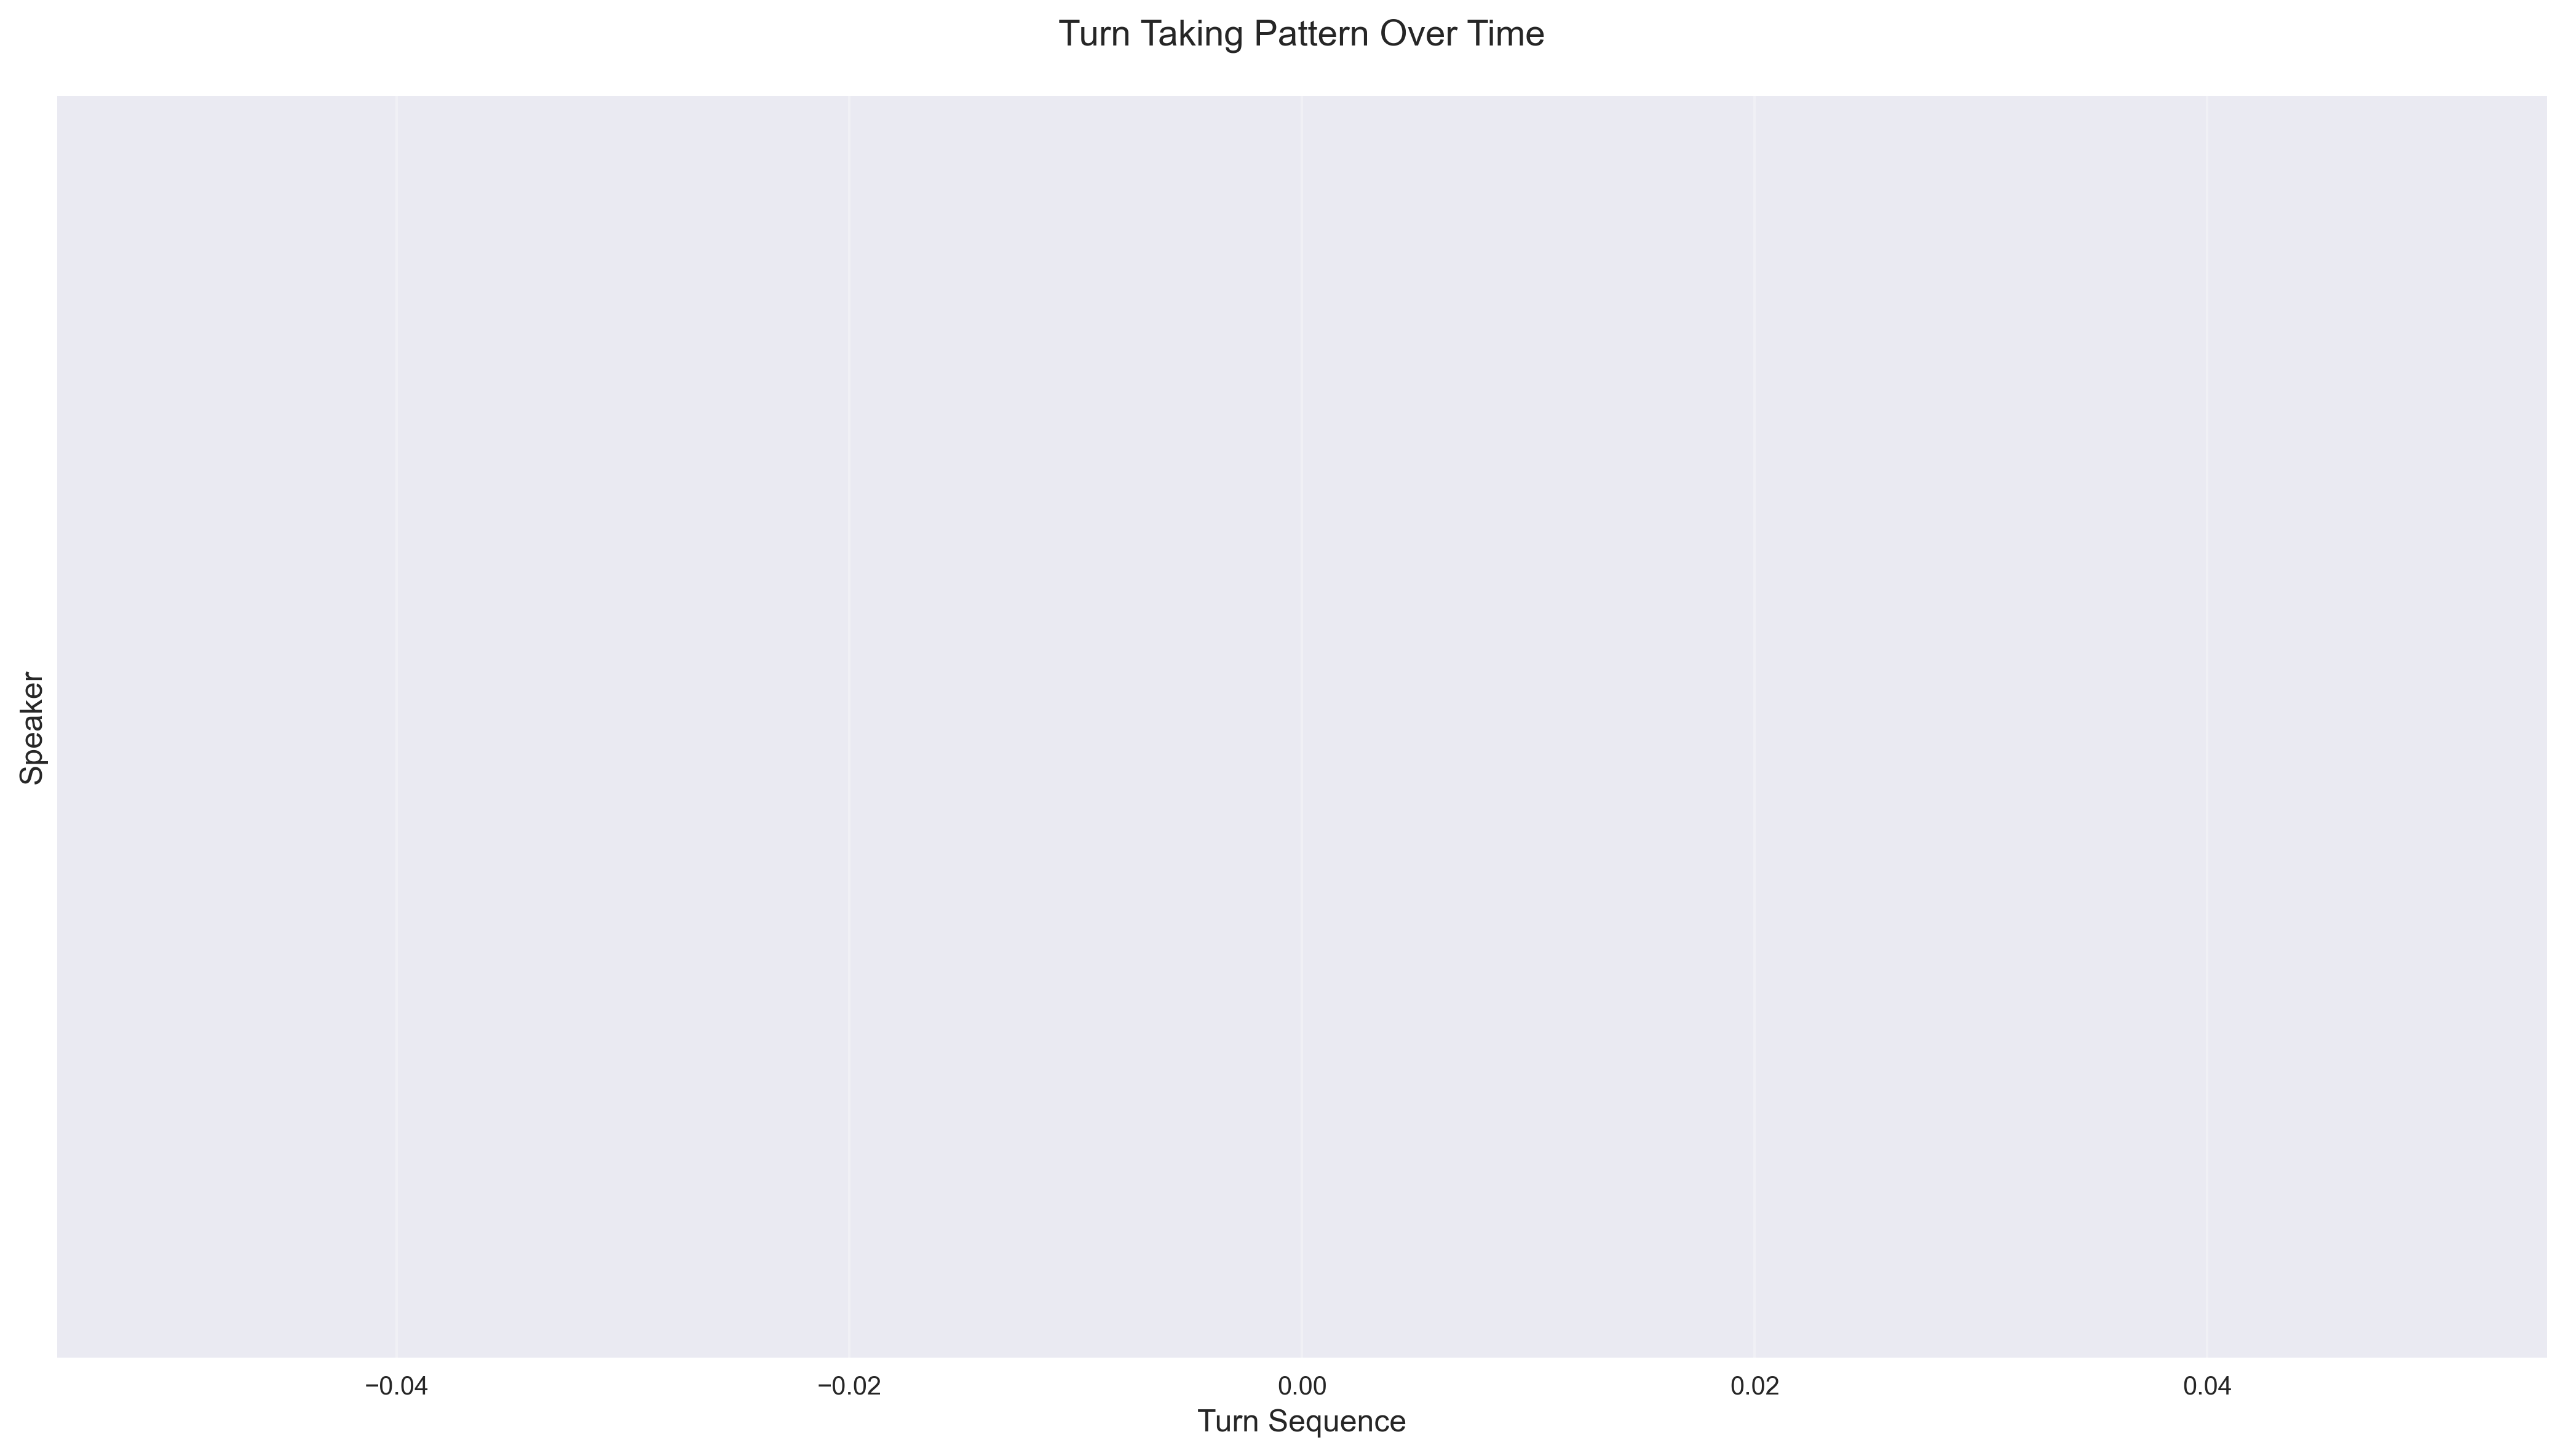 Turn Taking Pattern Over Time
Speaker
−0.04
−0.02
0.00
0.02
0.04
Turn Sequence